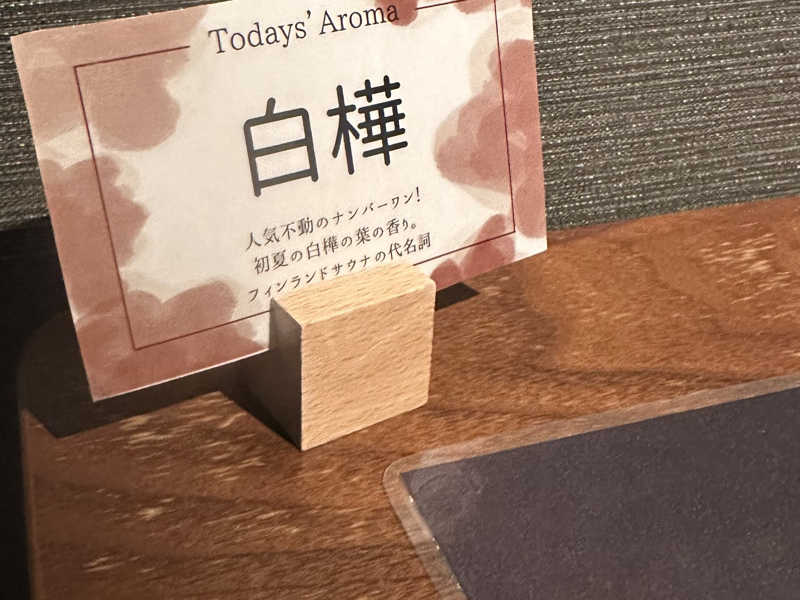 Todays' Aroma
白樺
人気不動のナンバーワン!
初夏の白樺の葉の香り。
フィンランドサウナの代名詞